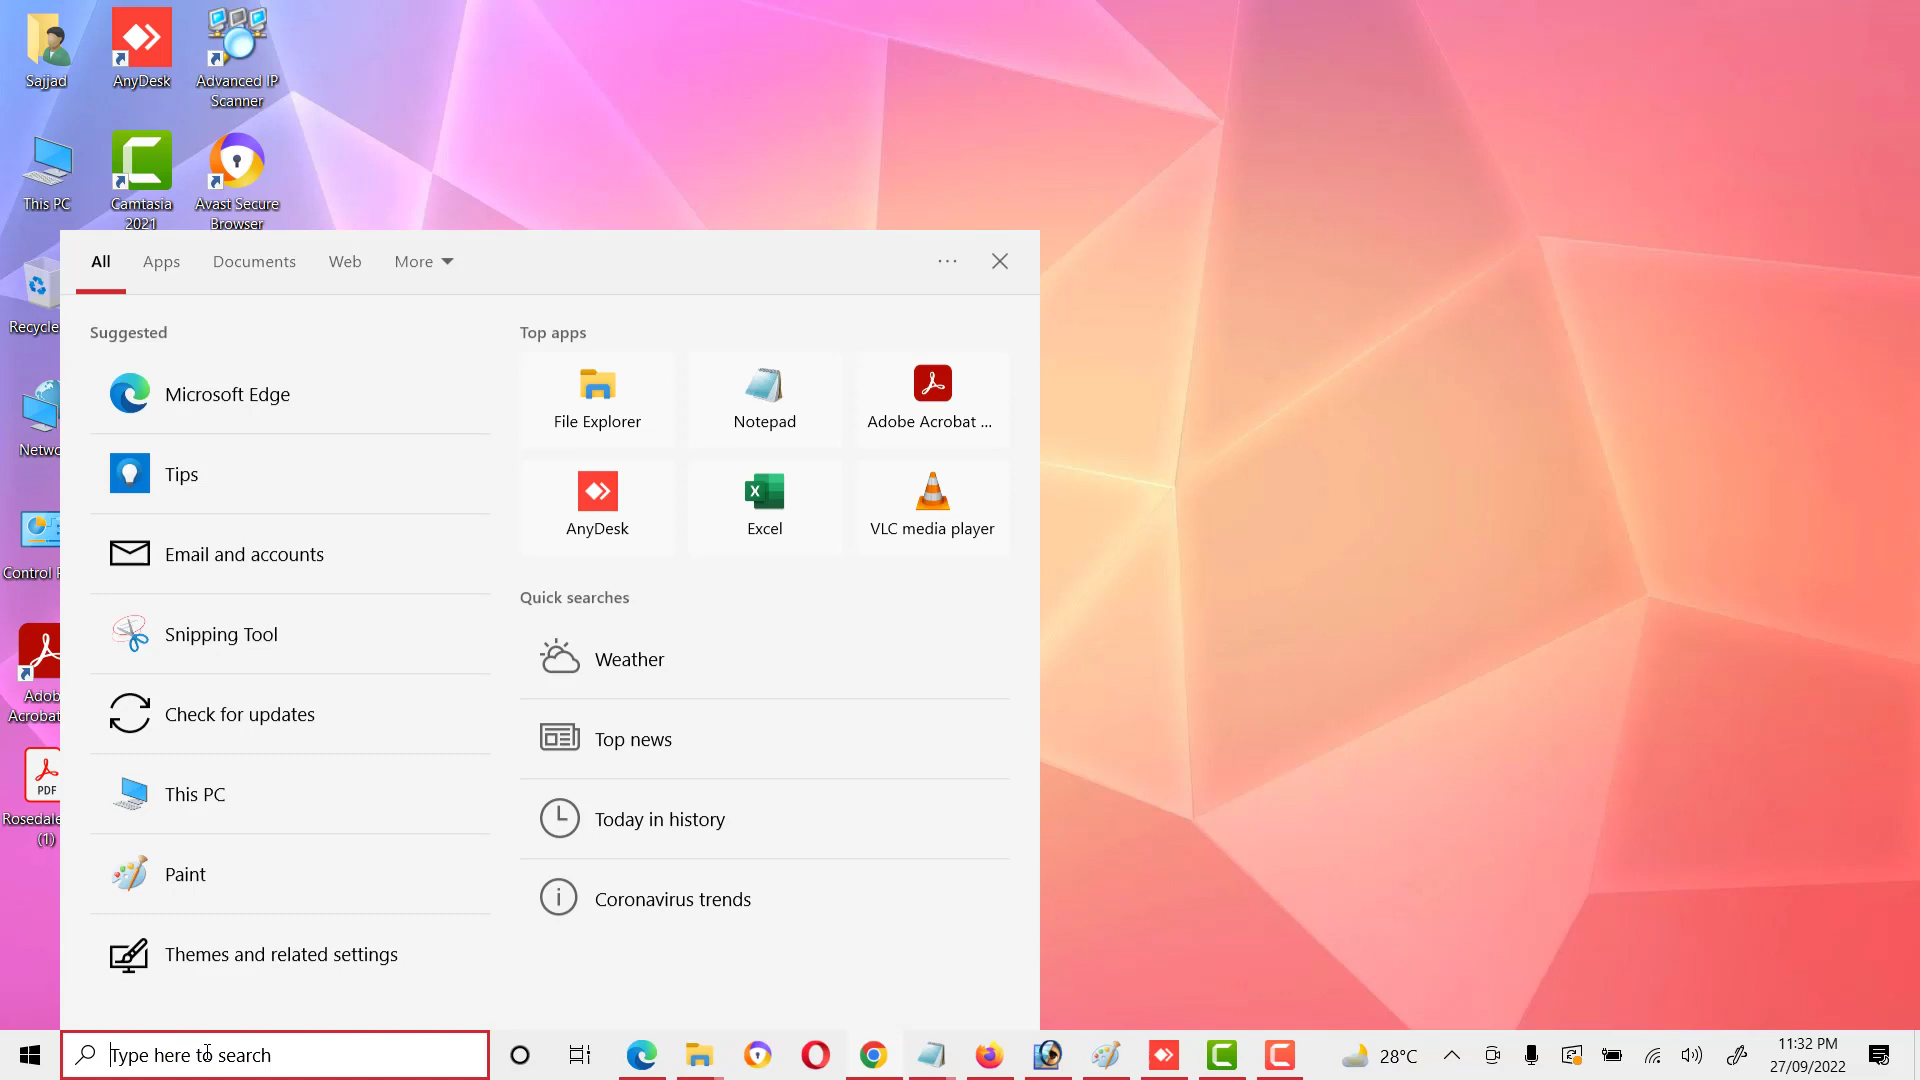 Sajjad
AnyDesk
Advanced IP
Scanner
This PC
Camtasia
2021
Avast Secure
Browser
Recycle
Netwo
Control P
Adob
Acrobat
PDF
Rosedale
(1)
All
Apps
Documents
Web
More
Suggested
Microsoft Edge
Tips
Email and accounts
Snipping Tool
Check for updates
This PC
Paint
Themes and related settings
Top apps
File Explorer
Notepad
Adobe Acrobat ...
AnyDesk
Excel
VLC media player
Quick searches
Weather
Top news
Today in history
Coronavirus trends
Type here to search
28°C
11:32 PM
27/09/2022